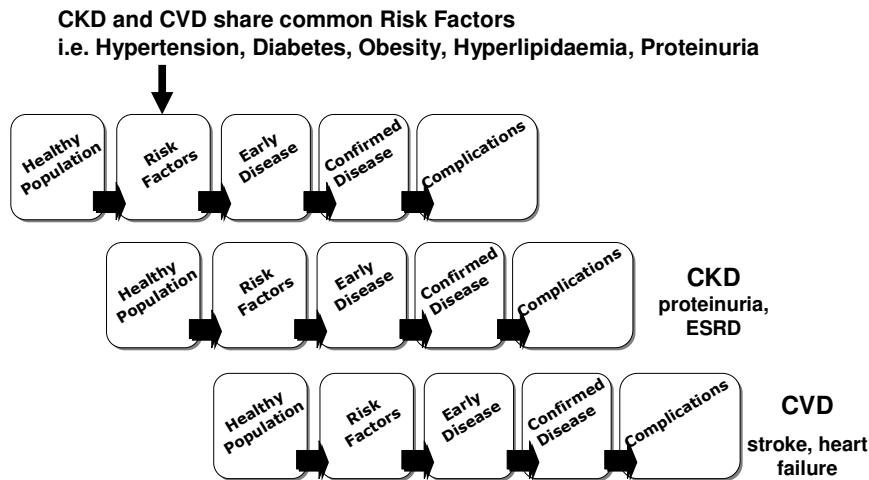 CKD and CVD share common Risk Factors
i.e. Hypertension, Diabetes, Obesity, Hyperlipidaemia, Proteinuria
Healthy
Population
Risk
Factors
Early
Disease
Confirmed
Disease
Complications
Healthy
Population
Risk
Factors
Early
Disease
Confirmed
Disease
Complications
CKD
proteinuria,
ESRD
Healthy
Population
Risk
Factors
Early
Disease
Confirmed
Disease
Complications
CVD
stroke, heart
failure